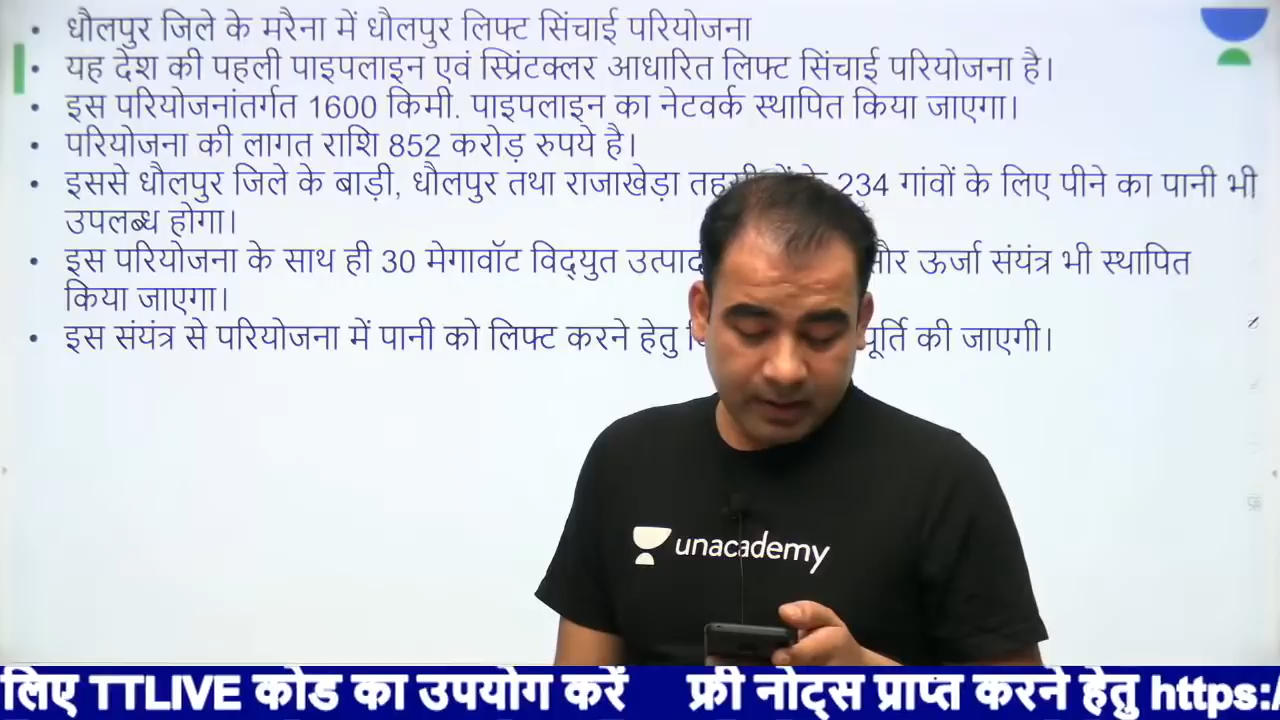 • धौलपुर जिले के मरैना में धौलपुर लिफ्ट सिंचाई परियोजना
• यह देश की पहली पाइपलाइन एवं स्प्रिंटक्लर आधारित लिफ्ट सिंचाई परियोजना है।
• इस परियोजनांतर्गत 1600 किमी. पाइपलाइन का नेटवर्क स्थापित किया जाएगा।
• परियोजना की लागत राशि 852 करोड़ रुपये है।
• इससे धौलपुर जिले के बाड़ी, धौलपुर तथा राजाखेड़ा 234 गांवों के लिए पीने का पानी भी
उपलब्ध होगा।
• इस परियोजना के साथ ही 30 मेगावॉट विद्युत ऊर्जा संयंत्र भी स्थापित
किया जाएगा।
• इस संयंत्र से परियोजना में पानी को लिफ्ट करने हेतु की जाएगी।
unacademy
लिए TTLIVE कोड का उपयोग करें फ्री नोट्स प्राप्त करने हेतु https:/